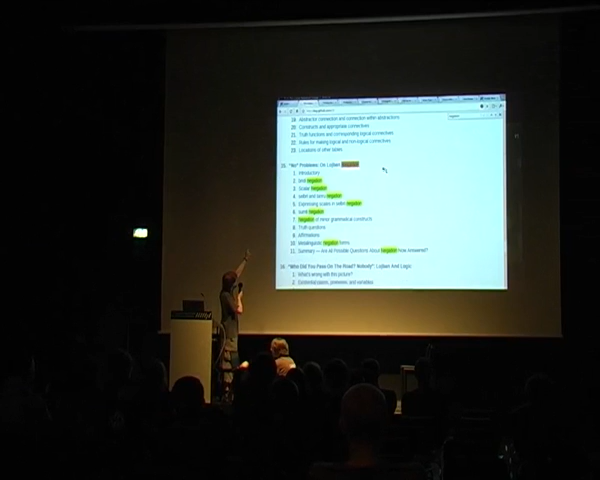 19. Abstractor connection and connection within abstractions
20. Constructs and appropriate connectives
21. Truth functions and corresponding logical connectives
22. Rules for making logical and non-logical connectives
23. Locations of other tables
15. "No" Problems: On Lojban Negation
1. Introductory
2. bridi negation
3. Scalar negation
4. selbri and tanru negation
5. Expressing scales in selbri negation
6. sumti negation
7. Negation of minor grammatical constructs
8. Truth questions
9. Affirmations
10. Metalinguistic negation forms
11. Summary — Are All Possible Questions About Negation Now Answered?
16. "Who Did You Pass On The Road? Nobody": Lojban And Logic
1. What's wrong with this picture?
2. Existential claims, prenexes, and variables